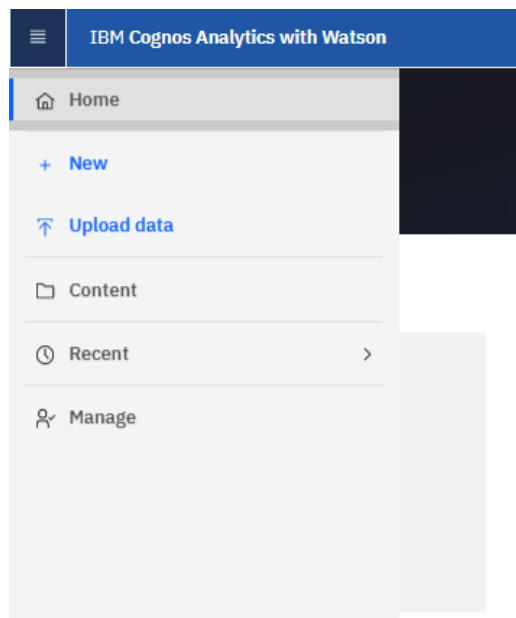 IBM Cognos Analytics with Watson
Home
New
Upload data
Content
Recent
Manage